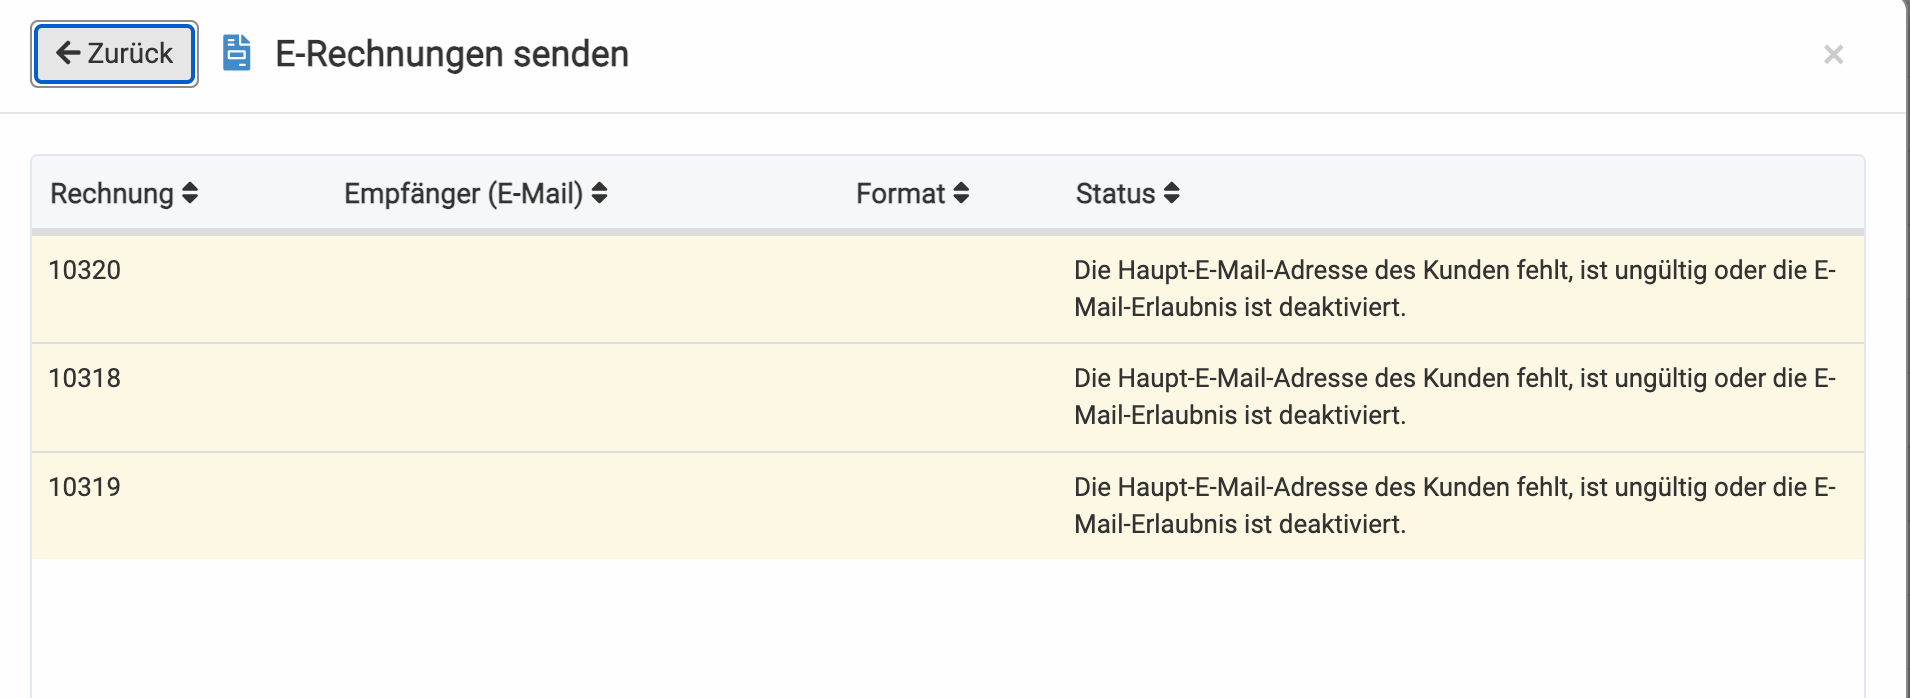 Zurück
E-Rechnungen senden
×
Rechnung
Empfänger (E-Mail)
Format
Status
10320
Die Haupt-E-Mail-Adresse des Kunden fehlt, ist ungültig oder die E-
Mail-Erlaubnis ist deaktiviert.
10318
Die Haupt-E-Mail-Adresse des Kunden fehlt, ist ungültig oder die E-
Mail-Erlaubnis ist deaktiviert.
10319
Die Haupt-E-Mail-Adresse des Kunden fehlt, ist ungültig oder die E-
Mail-Erlaubnis ist deaktiviert.